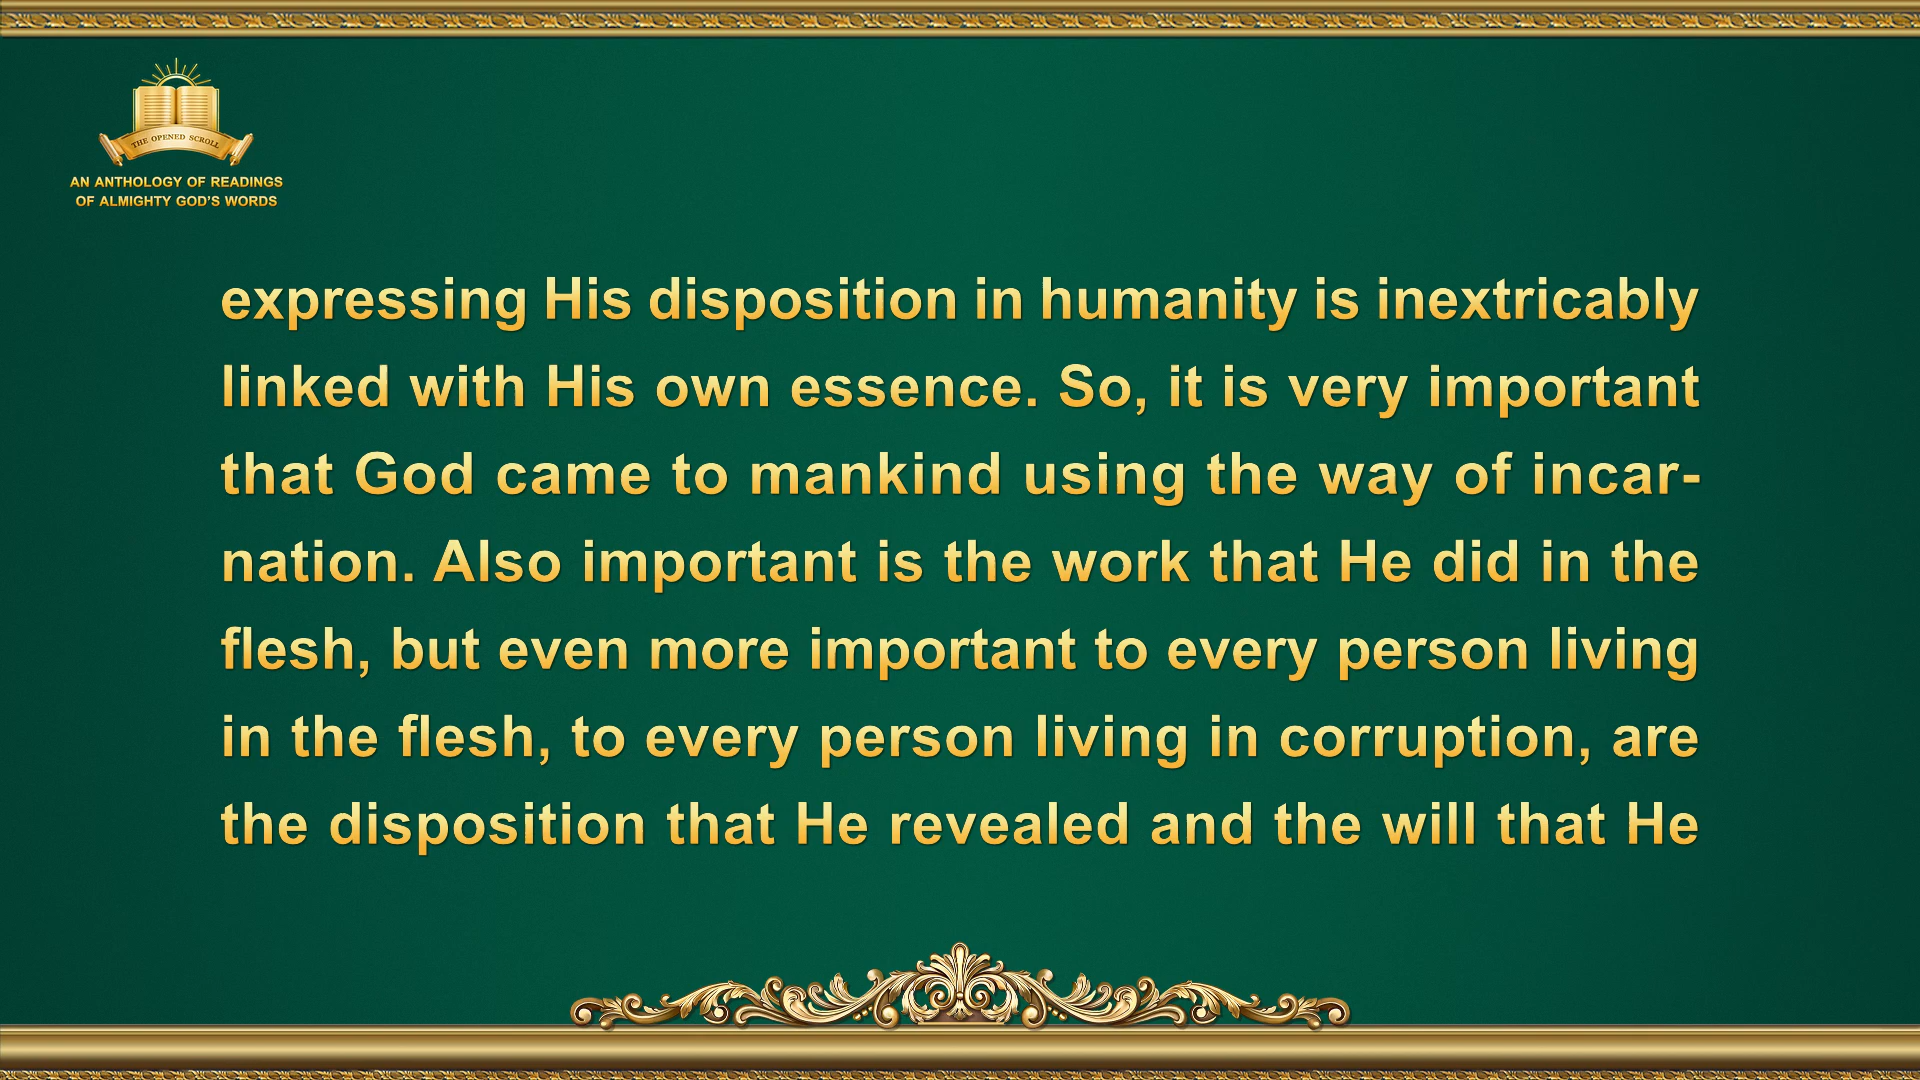 THE OPENED SCROLL
AN ANTHOLOGY OF READINGS
OF ALMIGHTY GOD'S WORDS
expressing His disposition in humanity is inextricably
linked with His own essence. So, it is very important
that God came to mankind using the way of incar-
nation. Also important is the work that He did in the
flesh, but even more important to every person living
in the flesh, to every person living in corruption, are
the disposition that He revealed and the will that He